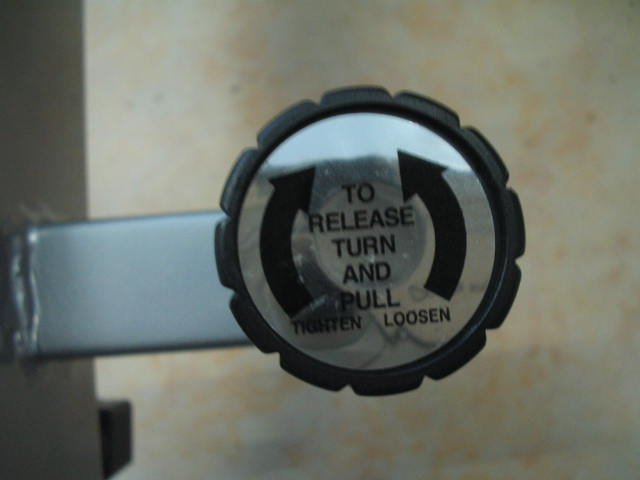 TO
RELEASE
TURN
AND
PULL
TIGHTEN LOOSEN